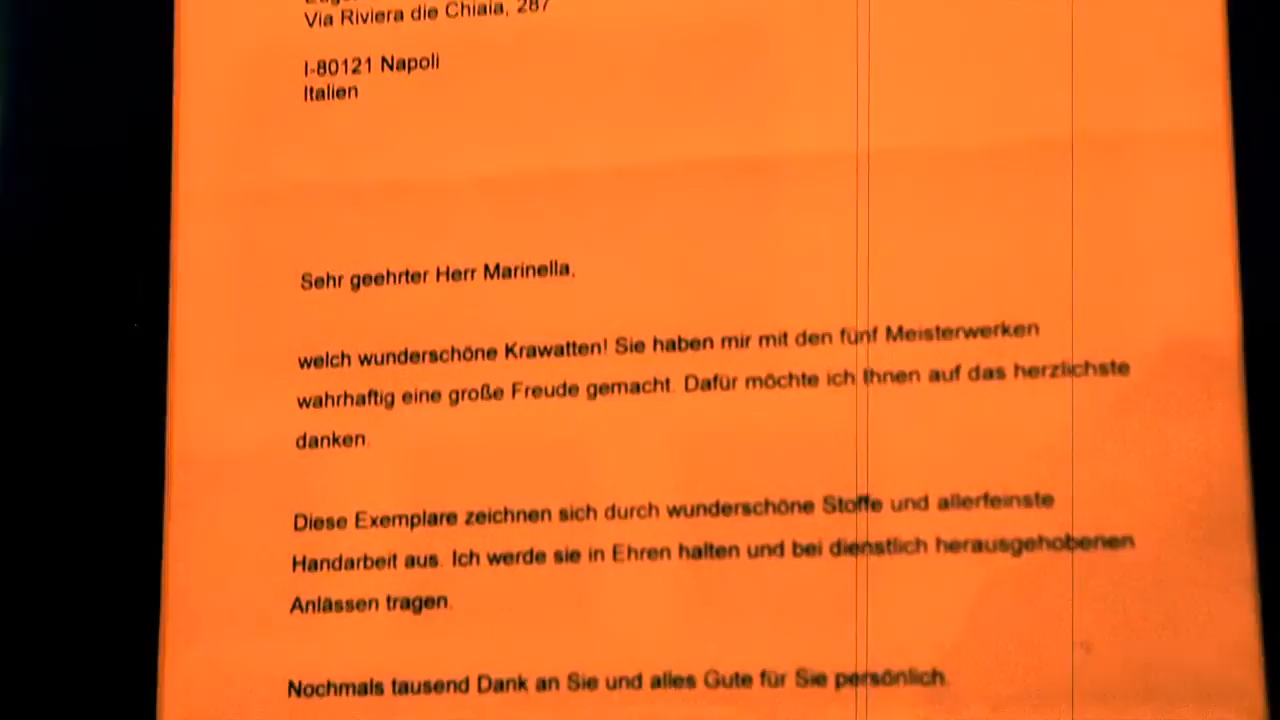 Via Riviera die Chiaia, 287
I-80121 Napoli
Italien
Sehr geehrter Herr Marinella,
welch wunderschöne Krawatten! Sie haben mir mit den fünf Meisterwerken
wahrhaftig eine große Freude gemacht. Dafür möchte ich Ihnen auf das herzlichste
danken.
Diese Exemplare zeichnen sich durch wunderschöne Stoffe und allerfeinste
Handarbeit aus. Ich werde sie in Ehren halten und bei dienstlich herausgehobenen
Anlässen tragen.
Nochmals tausend Dank an Sie und alles Gute für Sie persönlich.